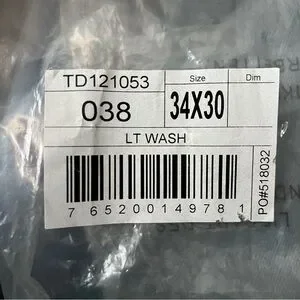 TD121053
Size
Dim
038
34X30
LT WASH
7 65200 14978 1
PO#518032